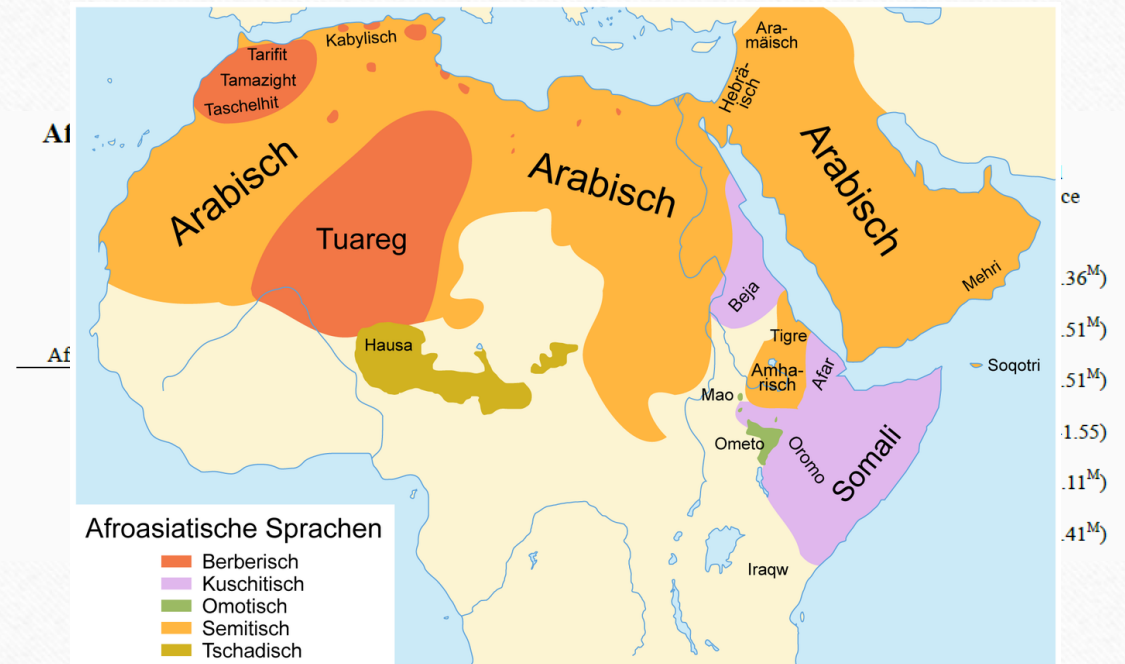 Tarifit
Tamazight
Taschelhit
Kabylisch
Ara-
mäisch
Hebrä-
isch
Arabisch
Arabisch
Arabisch
Tuareg
Mehri
Beja
Hausa
Tigre
Amha-
risch
Afar
Soqotri
Mao
Ometo
Oromo
Somali
Iraqw
Afroasiatische Sprachen
Berberisch
Kuschitisch
Omotisch
Semitisch
Tschadisch
Af
ce
.36ᴹ)
.51ᴹ)
.51ᴹ)
1.55)
.11ᴹ)
.41ᴹ)